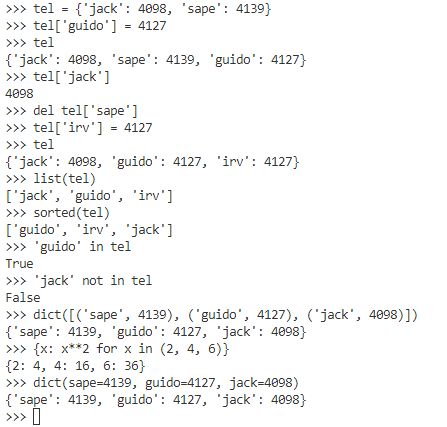 >>> tel = {'jack': 4098, 'sape': 4139}
>>> tel['guido'] = 4127
>>> tel
{'jack': 4098, 'sape': 4139, 'guido': 4127}
>>> tel['jack']
4098
>>> del tel['sape']
>>> tel['irv'] = 4127
>>> tel
{'jack': 4098, 'guido': 4127, 'irv': 4127}
>>> list(tel)
['jack', 'guido', 'irv']
>>> sorted(tel)
['guido', 'irv', 'jack']
>>> 'guido' in tel
True
>>> 'jack' not in tel
False
>>> dict([('sape', 4139), ('guido', 4127), ('jack', 4098)])
{'sape': 4139, 'guido': 4127, 'jack': 4098}
>>> {x: x**2 for x in (2, 4, 6)}
{2: 4, 4: 16, 6: 36}
>>> dict(sape=4139, guido=4127, jack=4098)
{'sape': 4139, 'guido': 4127, 'jack': 4098}
>>>